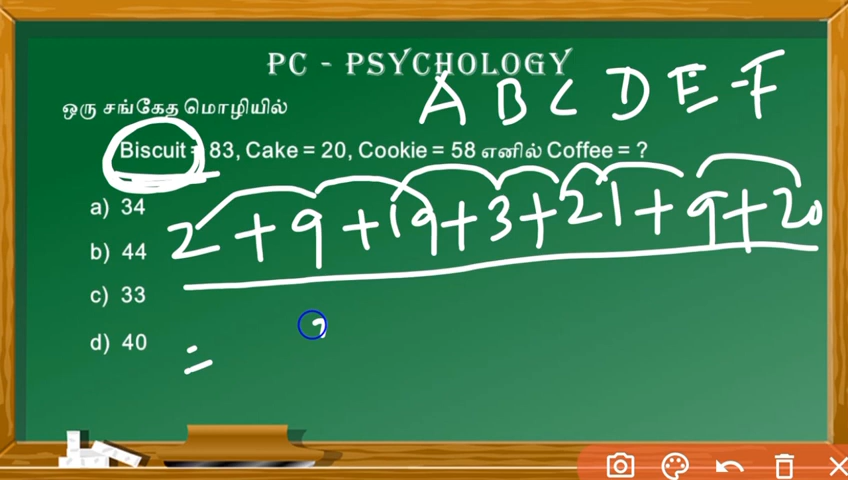 PC - PSYCHOLOGY
A B C D E F
ஒரு சங்கேத மொழியில்
Biscuit = 83, Cake = 20, Cookie = 58 எனில் Coffee = ?
a) 34
b) 44
c) 33
d) 40
2 + 9 + 19 + 3 + 21 + 9 + 20
=